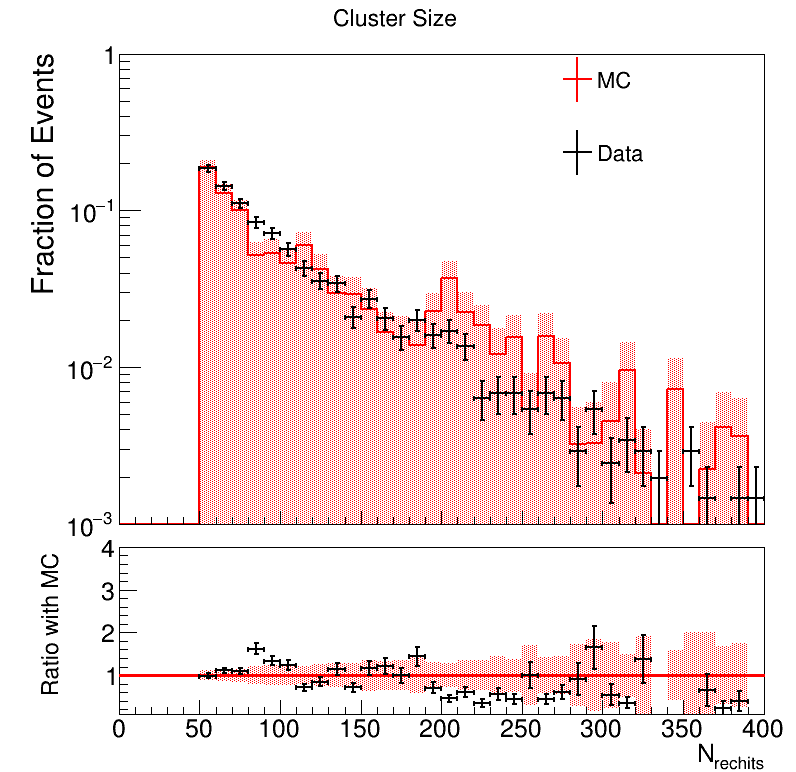 Cluster Size
Fraction of Events
1
10⁻¹
10⁻²
10⁻³
MC
Data
Ratio with MC
4
3
2
1
0 50 100 150 200 250 300 350 400
N_rechits